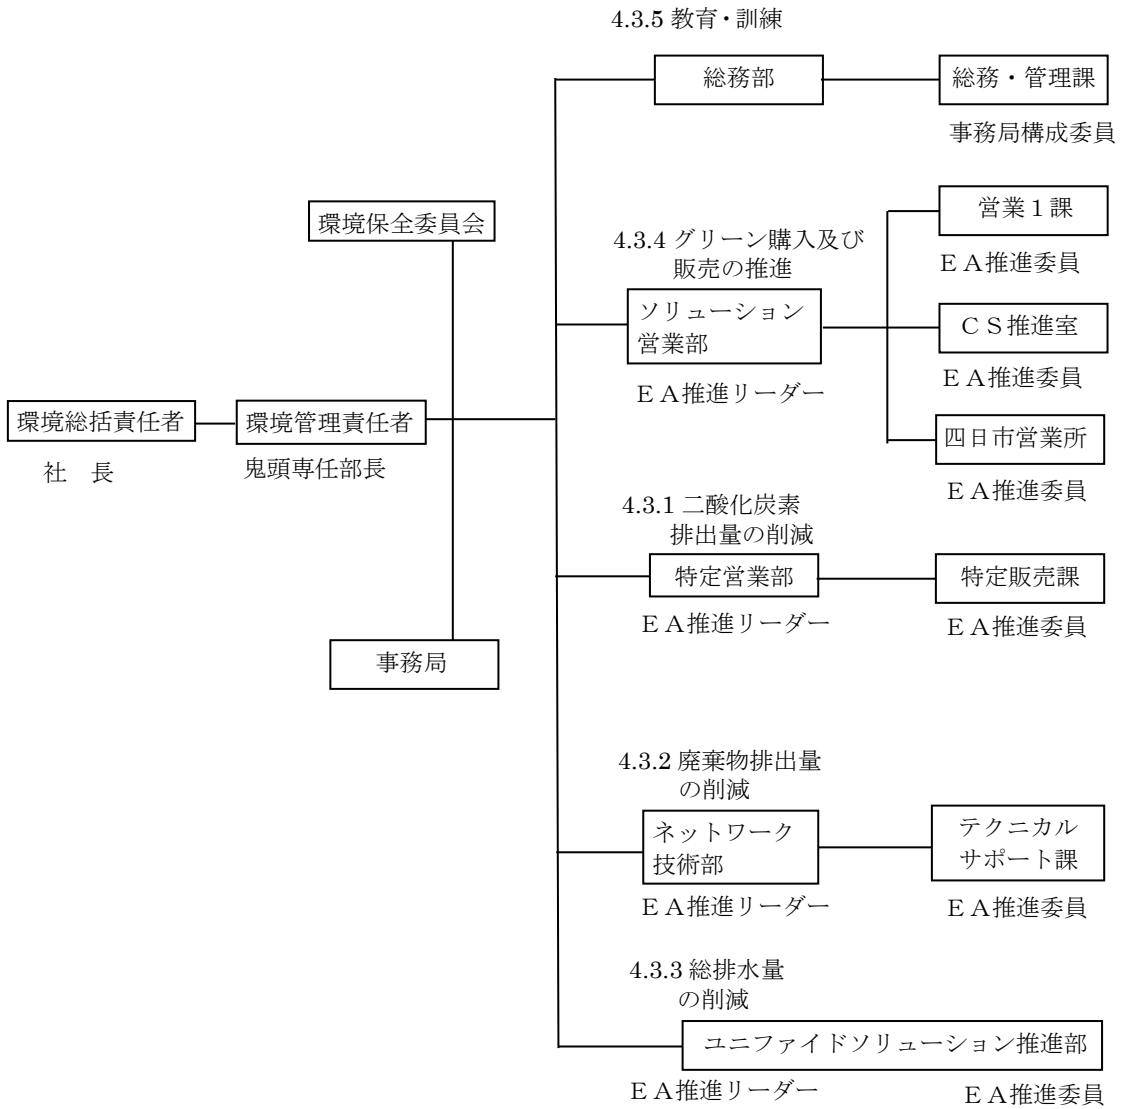 4.3.5 教育・訓練
総務部
総務・管理課
事務局構成委員
環境保全委員会
営業１課
4.3.4 グリーン購入及び
販売の推進
ＥＡ推進委員
ソリューション
営業部
ＣＳ推進室
ＥＡ推進リーダー
ＥＡ推進委員
環境総括責任者
環境管理責任者
四日市営業所
社　長
鬼頭専任部長
ＥＡ推進委員
4.3.1 二酸化炭素
排出量の削減
特定営業部
特定販売課
ＥＡ推進リーダー
ＥＡ推進委員
事務局
4.3.2 廃棄物排出量
の削減
ネットワーク
技術部
テクニカル
サポート課
ＥＡ推進リーダー
ＥＡ推進委員
4.3.3 総排水量
の削減
ユニファイドソリューション推進部
ＥＡ推進リーダー
ＥＡ推進委員